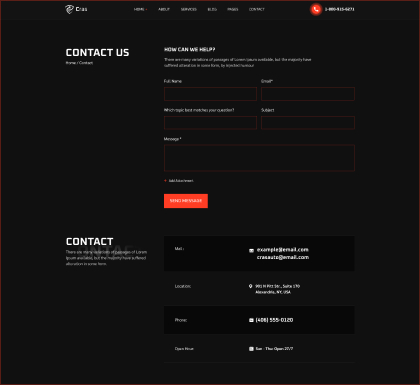 Cras
HOME ABOUT SERVICES BLOG PAGES CONTACT
1-800-915-6271
CONTACT US
Home / Contact
HOW CAN WE HELP?
There are many variations of passages of Lorem Ipsum available, but the majority have
suffered alteration in some form, by injected humour
Full Name
Email*
Which topic best matches your question?
Subject
Message *
Add Attachment
SEND MESSAGE
CONTACT
There are many variations of passages of Lorem
Ipsum available, but the majority have suffered
alteration in some form
Mail :
example@email.com
crasauto@email.com
Location:
901 N Pitt Str., Suite 170
Alexandria, NY, USA
Phone:
(406) 555-0120
Open Hour:
Sun - Thu Open 27/7